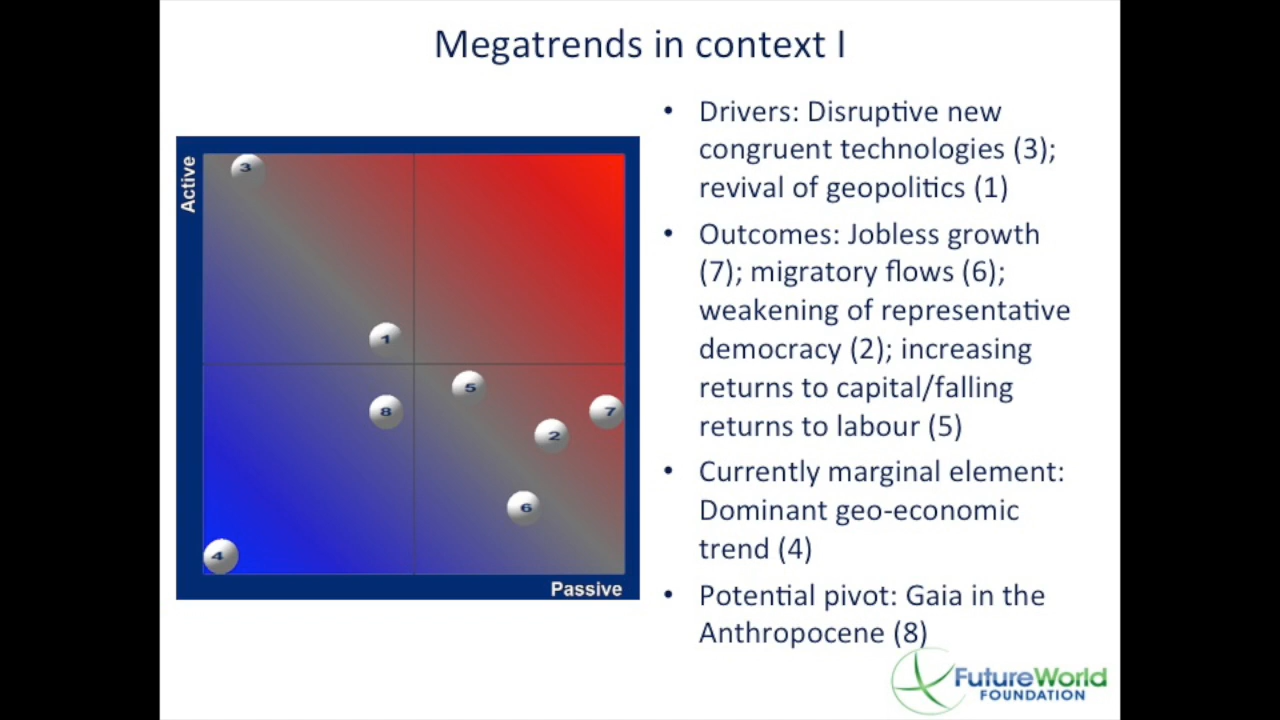 Megatrends in context I
Active
3
1
5
8
7
2
6
4
Passive
• Drivers: Disruptive new
congruent technologies (3);
revival of geopolitics (1)
• Outcomes: Jobless growth
(7); migratory flows (6);
weakening of representative
democracy (2); increasing
returns to capital/falling
returns to labour (5)
• Currently marginal element:
Dominant geo-economic
trend (4)
• Potential pivot: Gaia in the
Anthropocene (8)
FutureWorld
FOUNDATION